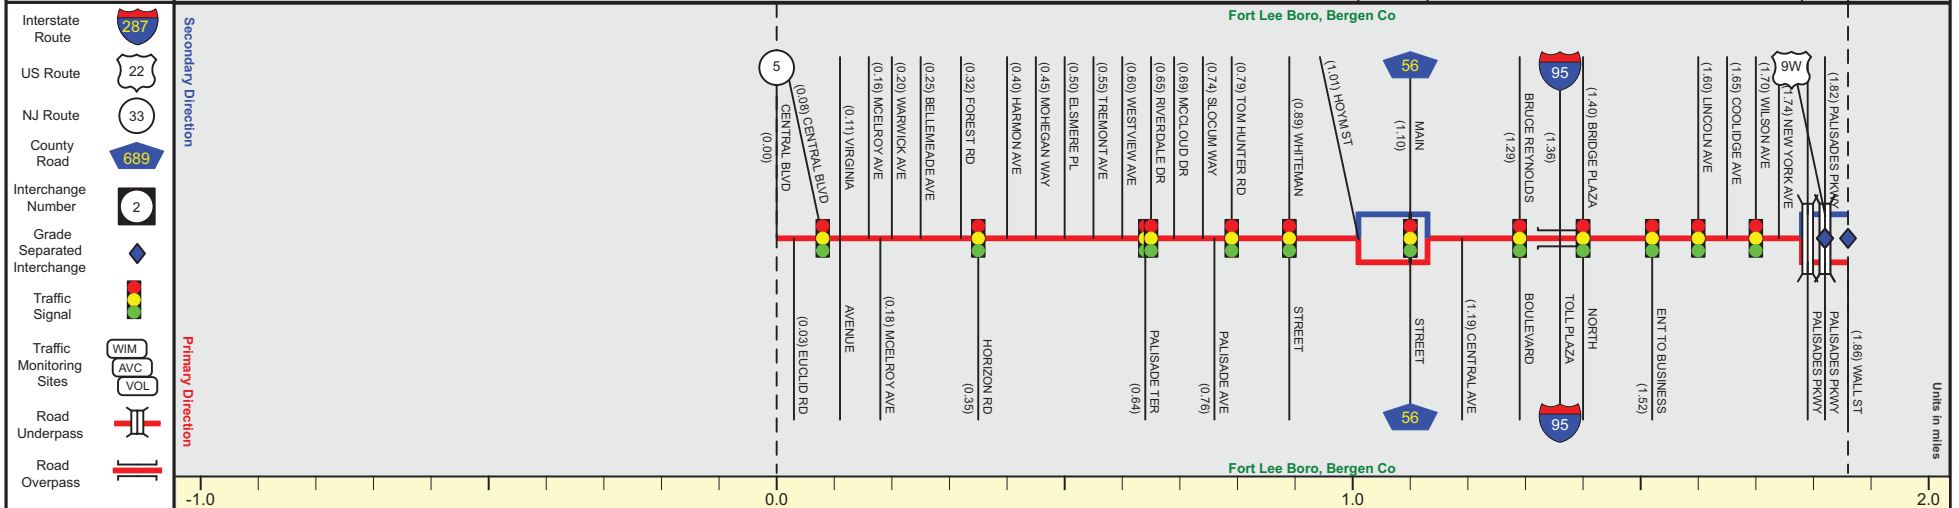 Interstate
Route
287
US Route
22
NJ Route
33
County
Road
689
Interchange
Number
2
Grade
Separated
Interchange
Traffic
Signal
Traffic
Monitoring
Sites
WIM
AVC
VOL
Road
Underpass
Road
Overpass
Secondary Direction
Primary Direction
Fort Lee Boro, Bergen Co
5
CENTRAL BLVD
(0.00)
(0.08) CENTRAL BLVD
(0.11) VIRGINIA
(0.16) MCELROY AVE
(0.20) WARWICK AVE
(0.25) BELLEMEADE AVE
(0.32) FOREST RD
(0.40) HARMON AVE
(0.45) MOHEGAN WAY
(0.50) ELSMERE PL
(0.55) TREMONT AVE
(0.60) WESTVIEW AVE
(0.65) RIVERDALE DR
(0.69) MCCLOUD DR
(0.74) SLOCUM WAY
(0.79) TOM HUNTER RD
(0.89) WHITEMAN
(1.01) HOYM ST
56
MAIN
(1.10)
BRUCE REYNOLDS
(1.29)
95
(1.36)
(1.40) BRIDGE PLAZA
(1.60) LINCOLN AVE
(1.65) COOLIDGE AVE
(1.70) WILSON AVE
9W
1.74) NEW YORK AVE
(1.82) PALISADES PKWY
(0.03) EUCLID RD
AVENUE
(0.18) MCELROY AVE
HORIZON RD
(0.35)
PALISADE TER
(0.64)
PALISADE AVE
(0.76)
STREET
STREET
56
(1.19) CENTRAL AVE
BOULEVARD
TOLL PLAZA
95
NORTH
ENT TO BUSINESS
(1.52)
PALISADES PKWY
PALISADES PKWY
(1.86) WALL ST
Units in miles
Fort Lee Boro, Bergen Co
-1.0
0.0
1.0
2.0